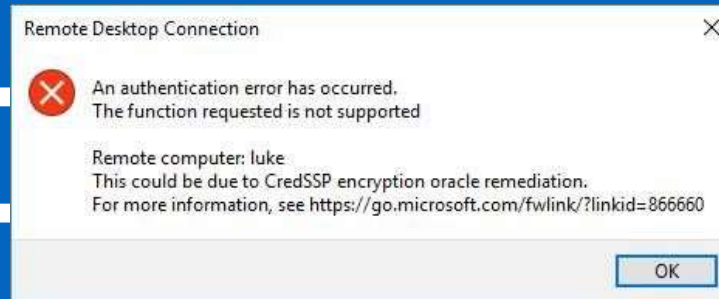 Remote Desktop Connection
An authentication error has occurred.
The function requested is not supported
Remote computer: luke
This could be due to CredSSP encryption oracle remediation.
For more information, see https://go.microsoft.com/fwlink/?linkid=866660
OK